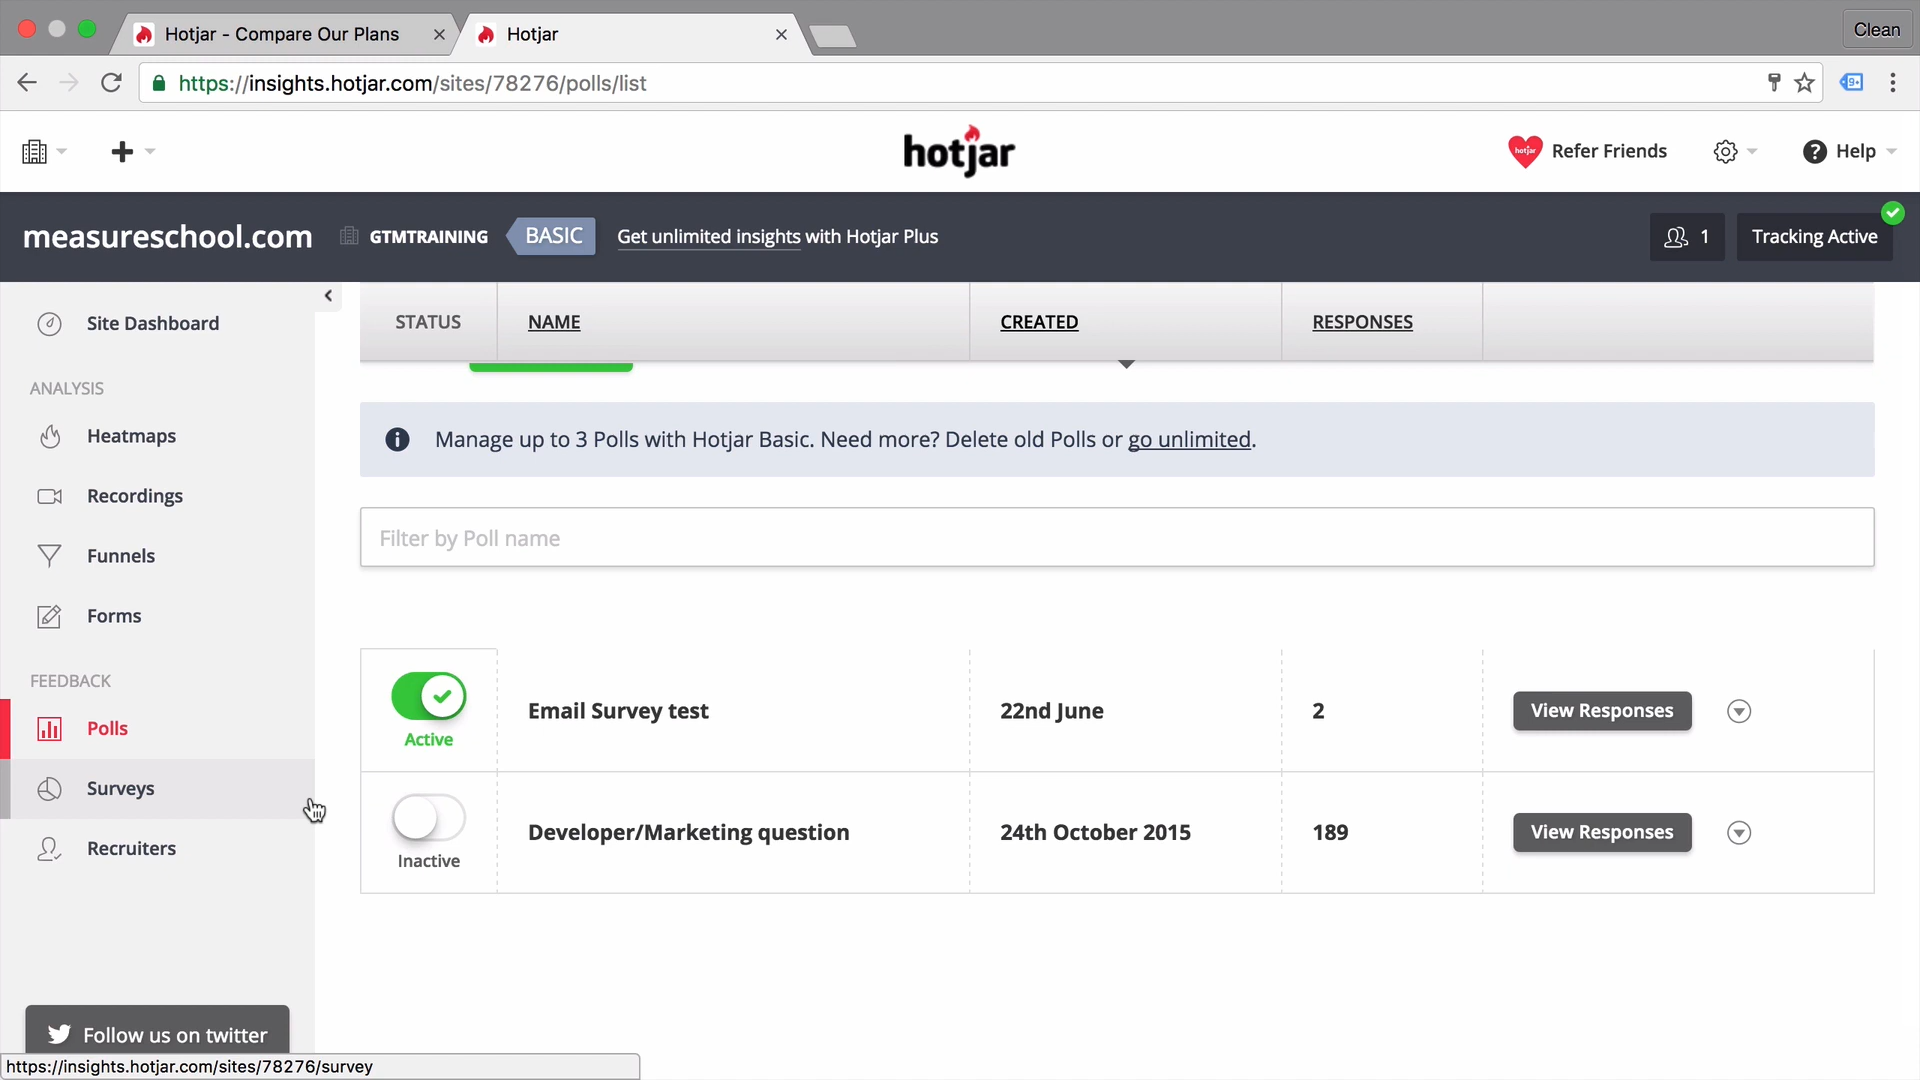 Hotjar - Compare Our Plans
Hotjar
Clean
https://insights.hotjar.com/sites/78276/polls/list
hotjar
hotjar
Refer Friends
? Help
measureschool.com
GTMTRAINING
BASIC
Get unlimited insights with Hotjar Plus
1
Tracking Active
Site Dashboard
ANALYSIS
Heatmaps
Recordings
Funnels
Forms
FEEDBACK
Polls
Surveys
Recruiters
Follow us on twitter
https://insights.hotjar.com/sites/78276/survey
STATUS NAME CREATED RESPONSES
Manage up to 3 Polls with Hotjar Basic. Need more? Delete old Polls or go unlimited.
Filter by Poll name
Active Email Survey test 22nd June 2 View Responses
Inactive Developer/Marketing question 24th October 2015 189 View Responses